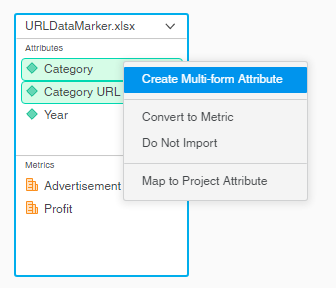 URLDataMarker.xlsx
Attributes
Category
Category URL
Year
Create Multi-form Attribute
Convert to Metric
Do Not Import
Map to Project Attribute
Metrics
Advertisement
Profit